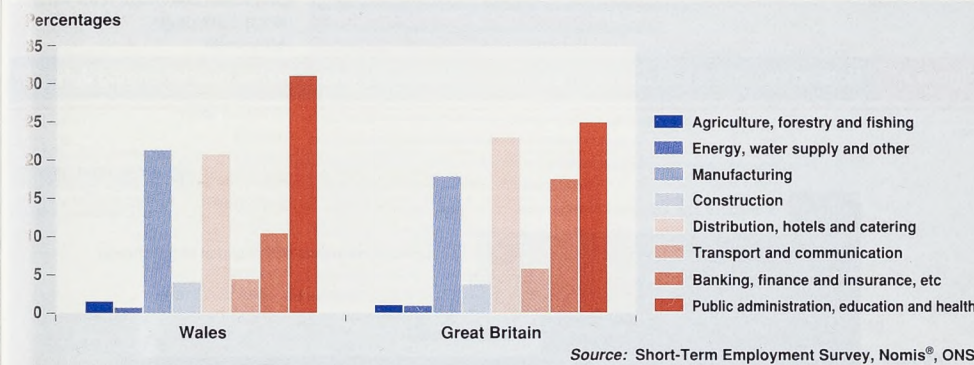 Percentages
35
30
25
20
15
10
5
0
Wales
Great Britain
Agriculture, forestry and fishing
Energy, water supply and other
Manufacturing
Construction
Distribution, hotels and catering
Transport and communication
Banking, finance and insurance, etc
Public administration, education and health
Source: Short-Term Employment Survey, Nomis®, ONS